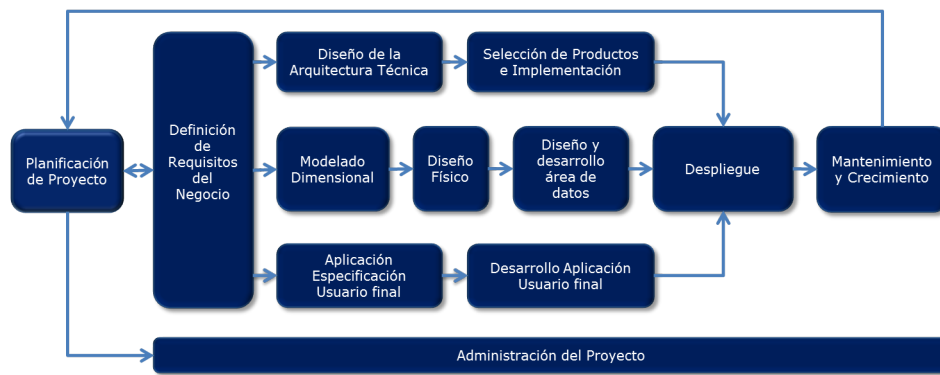 Diseño de la
Arquitectura Técnica
Selección de Productos
e Implementación
Planificación
de Proyecto
Definición
de
Requisitos
del
Negocio
Modelado
Dimensional
Diseño
Físico
Diseño y
desarrollo
área de
datos
Despliegue
Mantenimiento
y Crecimiento
Aplicación
Especificación
Usuario final
Desarrollo Aplicación
Usuario final
Administración del Proyecto